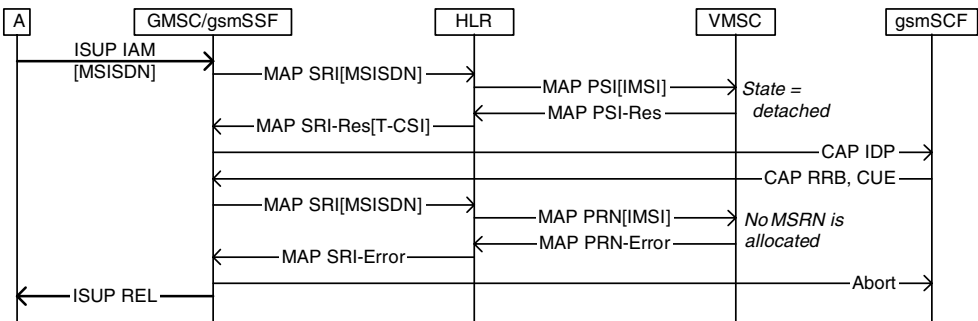 A GMSC/gsmSSF HLR VMSC gsmSCF
ISUP IAM
[MSISDN]
MAP SRI[MSISDN]
MAP PSI[IMSI]
State =
detached
MAP PSI-Res
MAP SRI-Res[T-CSI]
CAP IDP
CAP RRB, CUE
MAP SRI[MSISDN]
MAP PRN[IMSI]
No MSRN is
allocated
MAP PRN-Error
MAP SRI-Error
Abort
ISUP REL